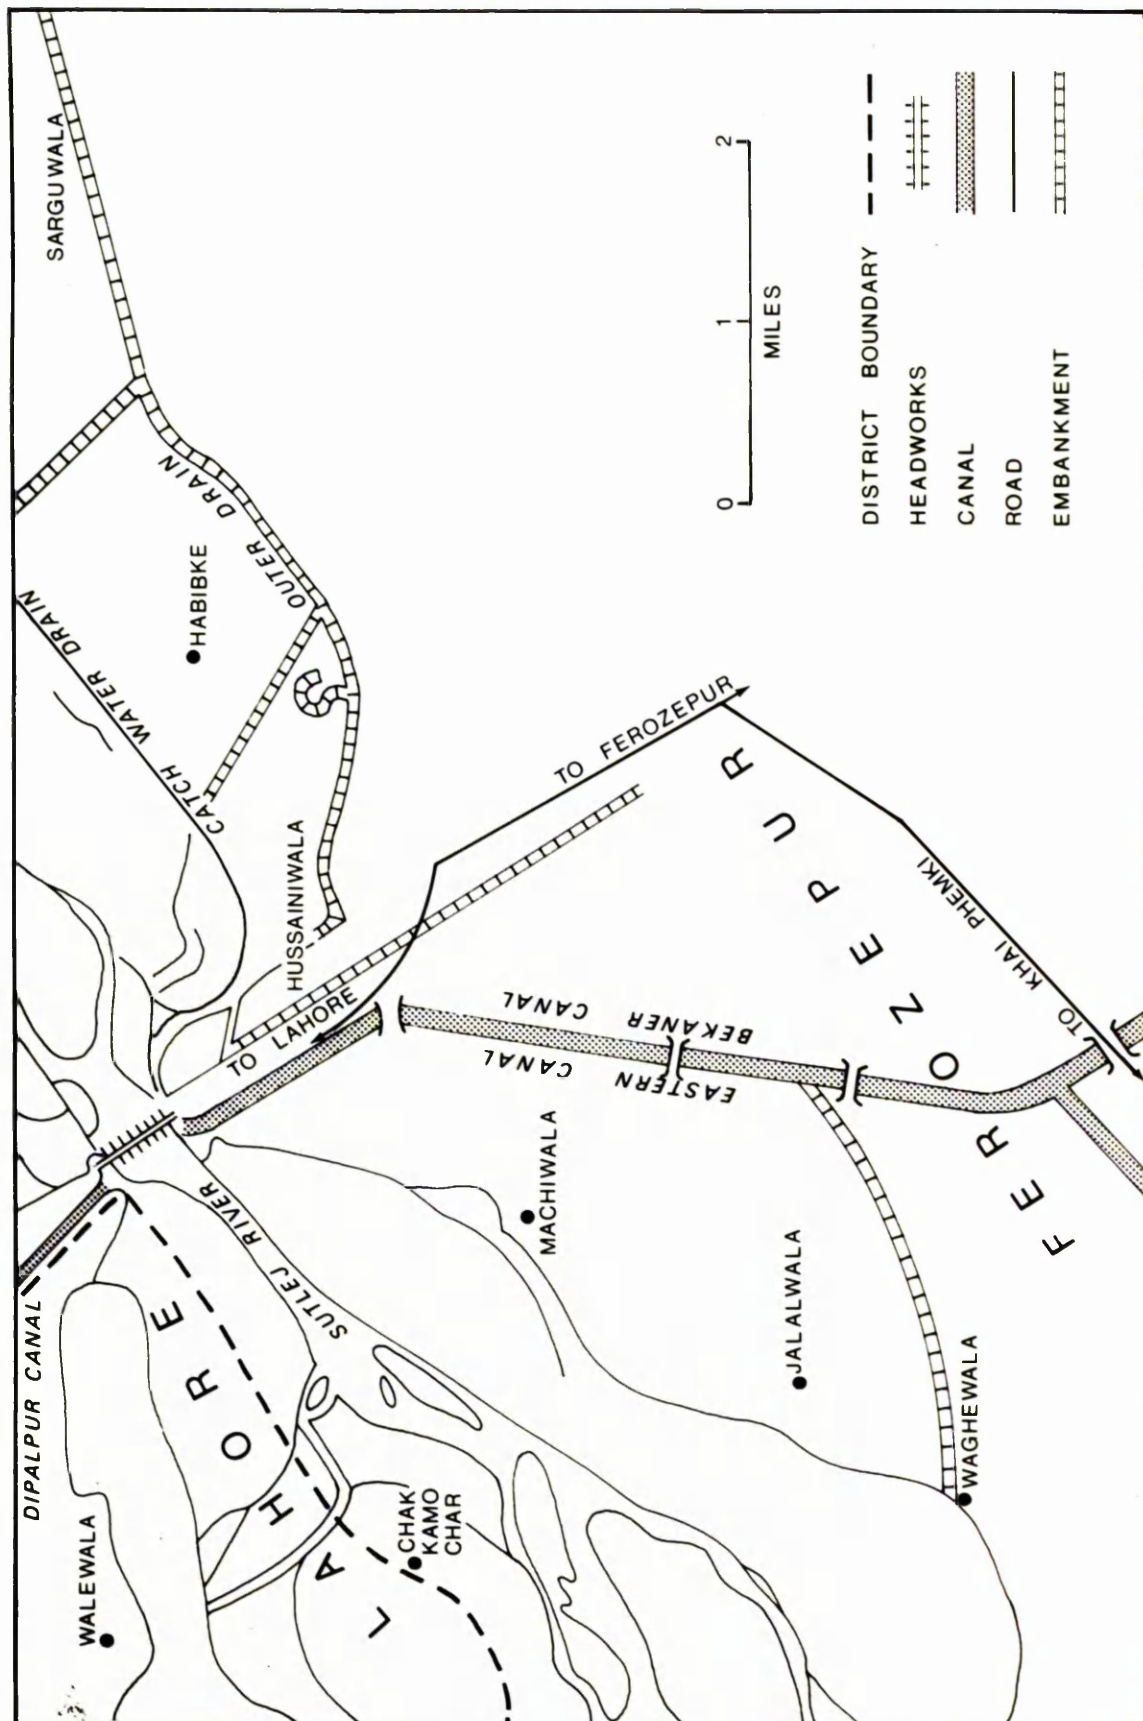 SARGUWALA
OUTER DRAIN
HABIBKE
CATCH WATER DRAIN
HUSSAINIWALA
TO LAHORE
TO FEROZEPUR
DIPALPUR CANAL
WALEWALA
LAHORE
SUTLEJ RIVER
CHAK
KAMO
CHAR
MACHIWALA
JALALWALA
WAGHEWALA
BEKANER CANAL
EASTERN CANAL
FEROZEPUR
TO KHAI PHEMKI
0 1 2
MILES
DISTRICT BOUNDARY
HEADWORKS
CANAL
ROAD
EMBANKMENT